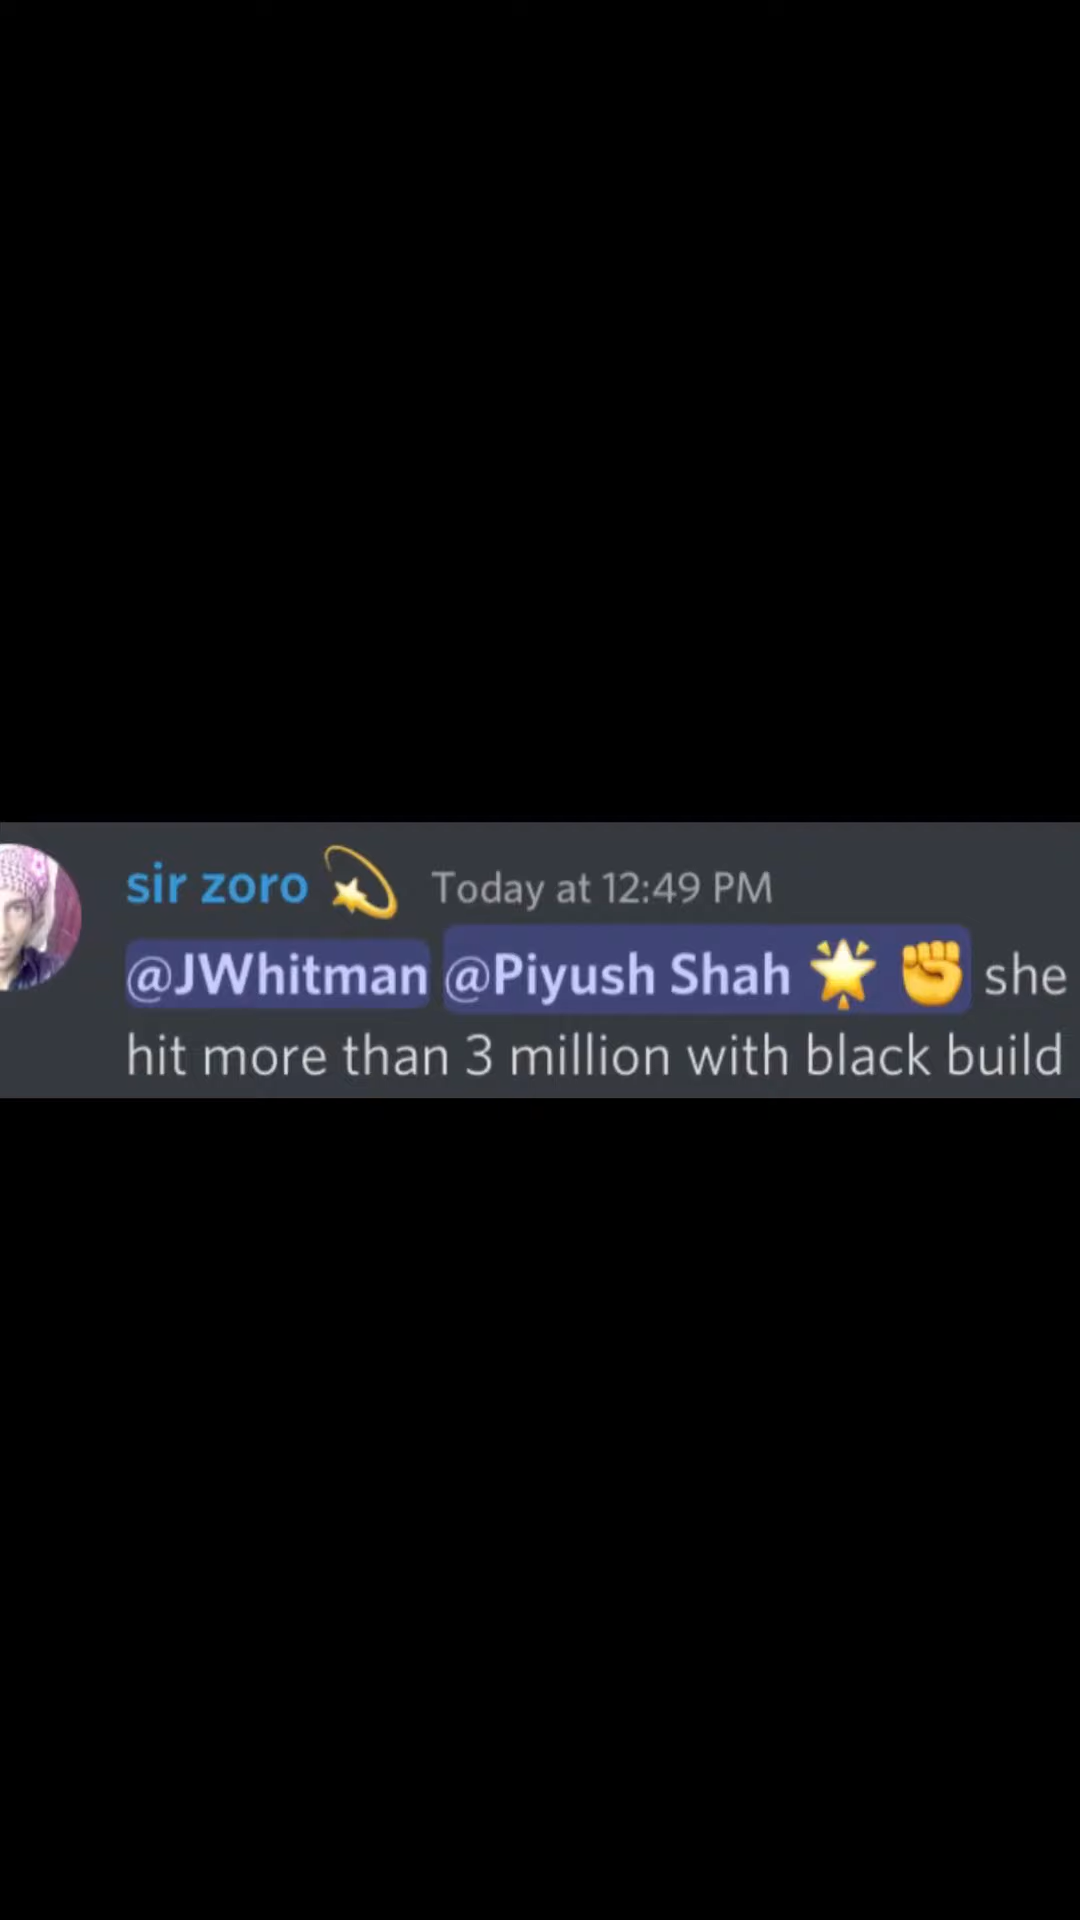 sir zoro 💫 Today at 12:49 PM
@JWhitman @Piyush Shah 🌟 ✊ she
hit more than 3 million with black build